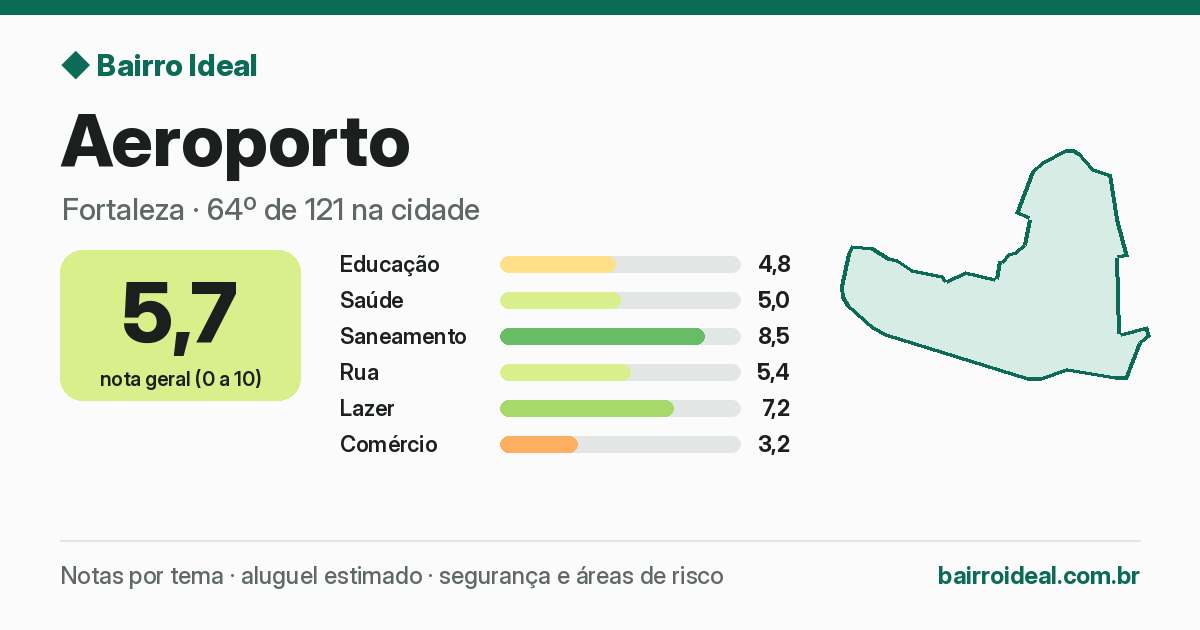 Bairro Ideal
Aeroporto
Fortaleza · 64º de 121 na cidade
5,7
nota geral (0 a 10)
Educação 4,8
Saúde 5,0
Saneamento 8,5
Rua 5,4
Lazer 7,2
Comércio 3,2
Notas por tema · aluguel estimado · segurança e áreas de risco
bairroideal.com.br